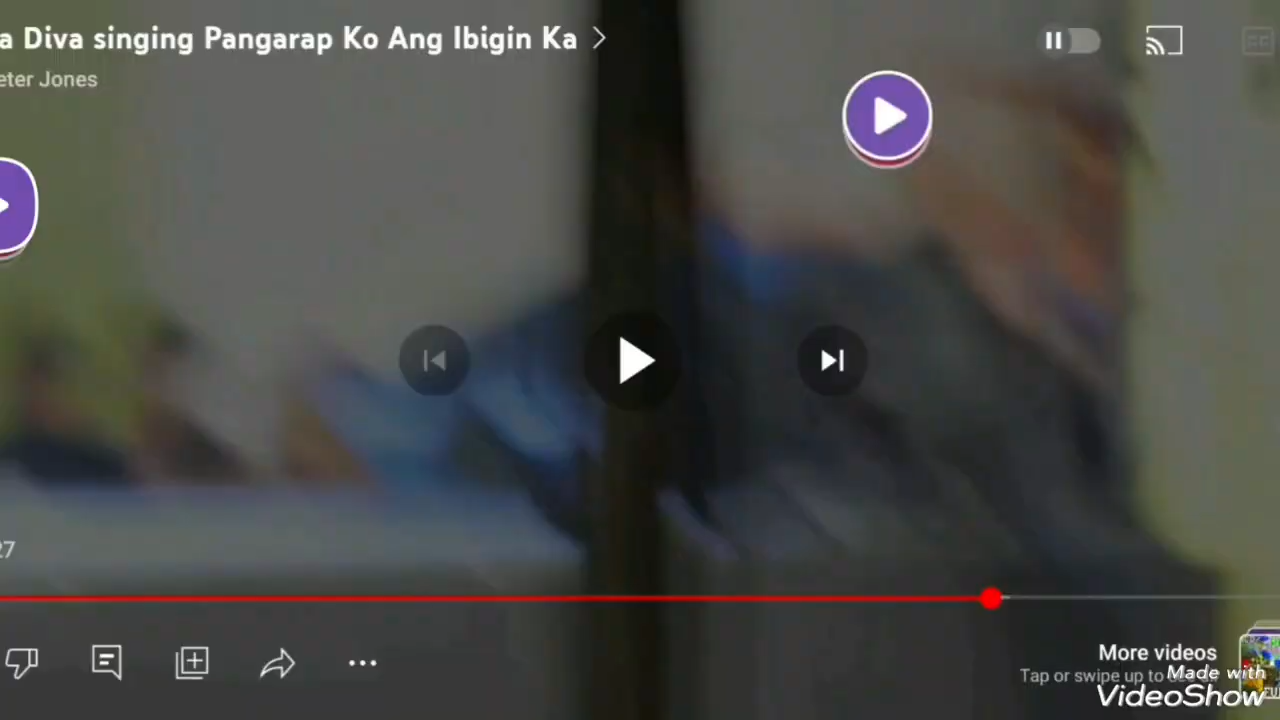 a Diva singing Pangarap Ko Ang Ibigin Ka
eter Jones
27
More videos
Tap or swipe up to
Made with
VideoShow